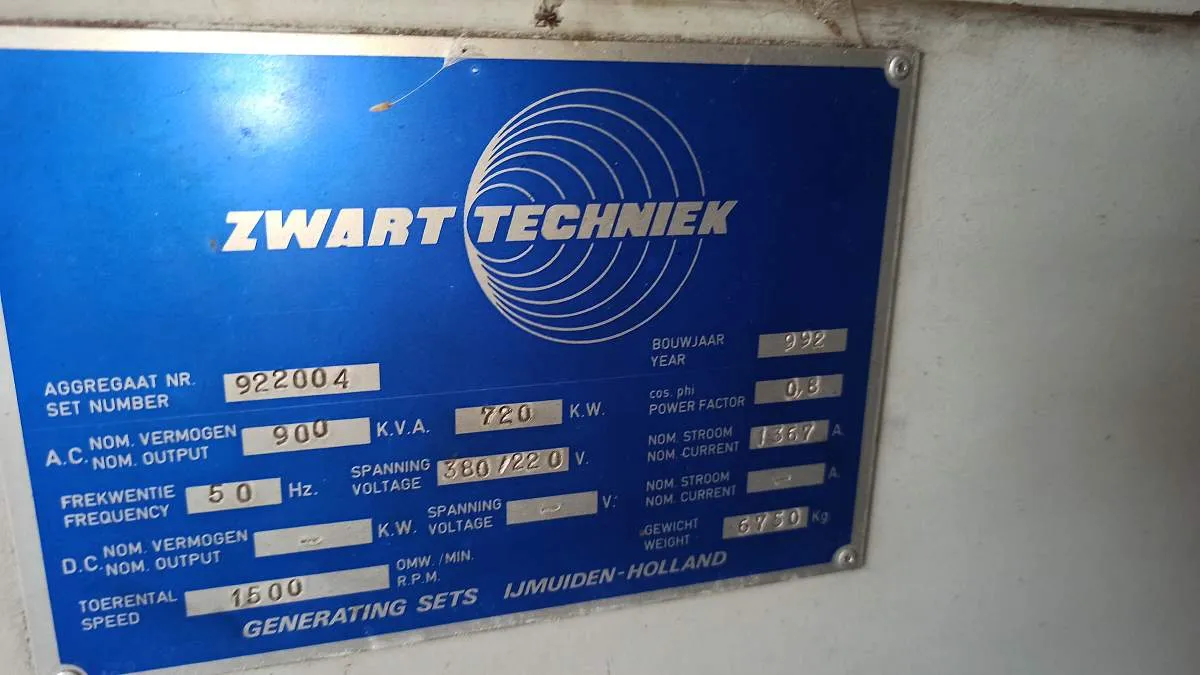 ZWART TECHNIEK
BOUWJAAR
YEAR 992
AGGREGAAT NR.
SET NUMBER 922004
cos. phi
POWER FACTOR 0,8
A.C. NOM. VERMOGEN
NOM. OUTPUT 900 K.V.A. 720 K.W.
NOM. STROOM
NOM. CURRENT 1367 A.
FREKWENTIE
FREQUENCY 50 Hz.
SPANNING
VOLTAGE 380/220 V.
NOM. STROOM
NOM. CURRENT - A.
D.C. NOM. VERMOGEN
NOM. OUTPUT - K.W.
SPANNING
VOLTAGE - V.
GEWICHT
WEIGHT 6750 Kg.
TOERENTAL
SPEED 1500
OMW./MIN.
R.P.M.
GENERATING SETS IJMUIDEN-HOLLAND